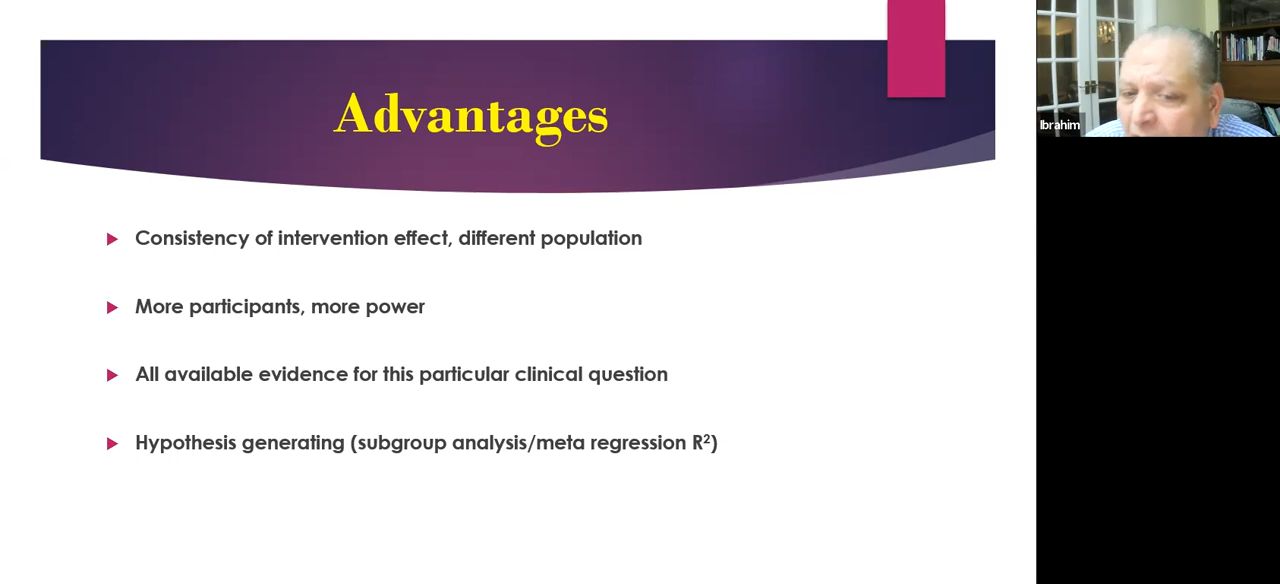 Advantages
Consistency of intervention effect, different population
More participants, more power
All available evidence for this particular clinical question
Hypothesis generating (subgroup analysis/meta regression R²)
Ibrahim